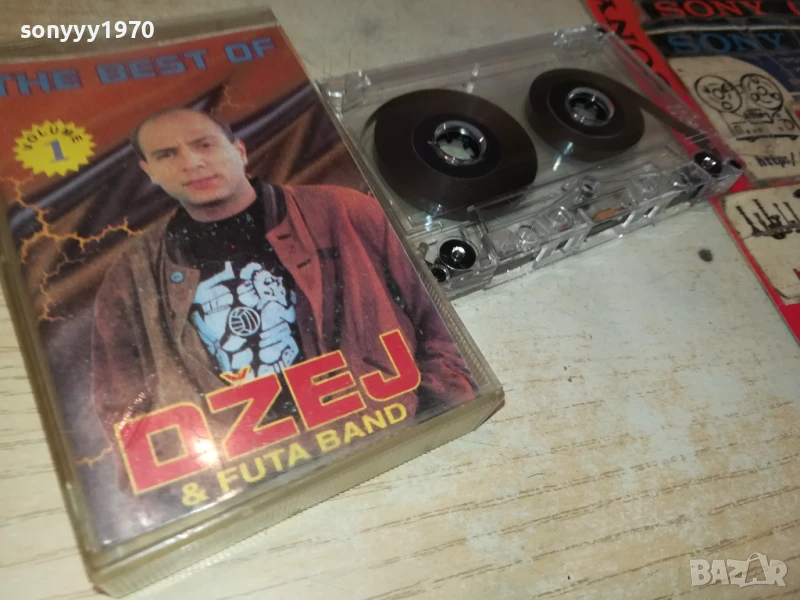 sonyyy1970
THE BEST OF
VOLUME
1
DŽEJ
& FUTA BAND
SONY
SONY
BAZAR